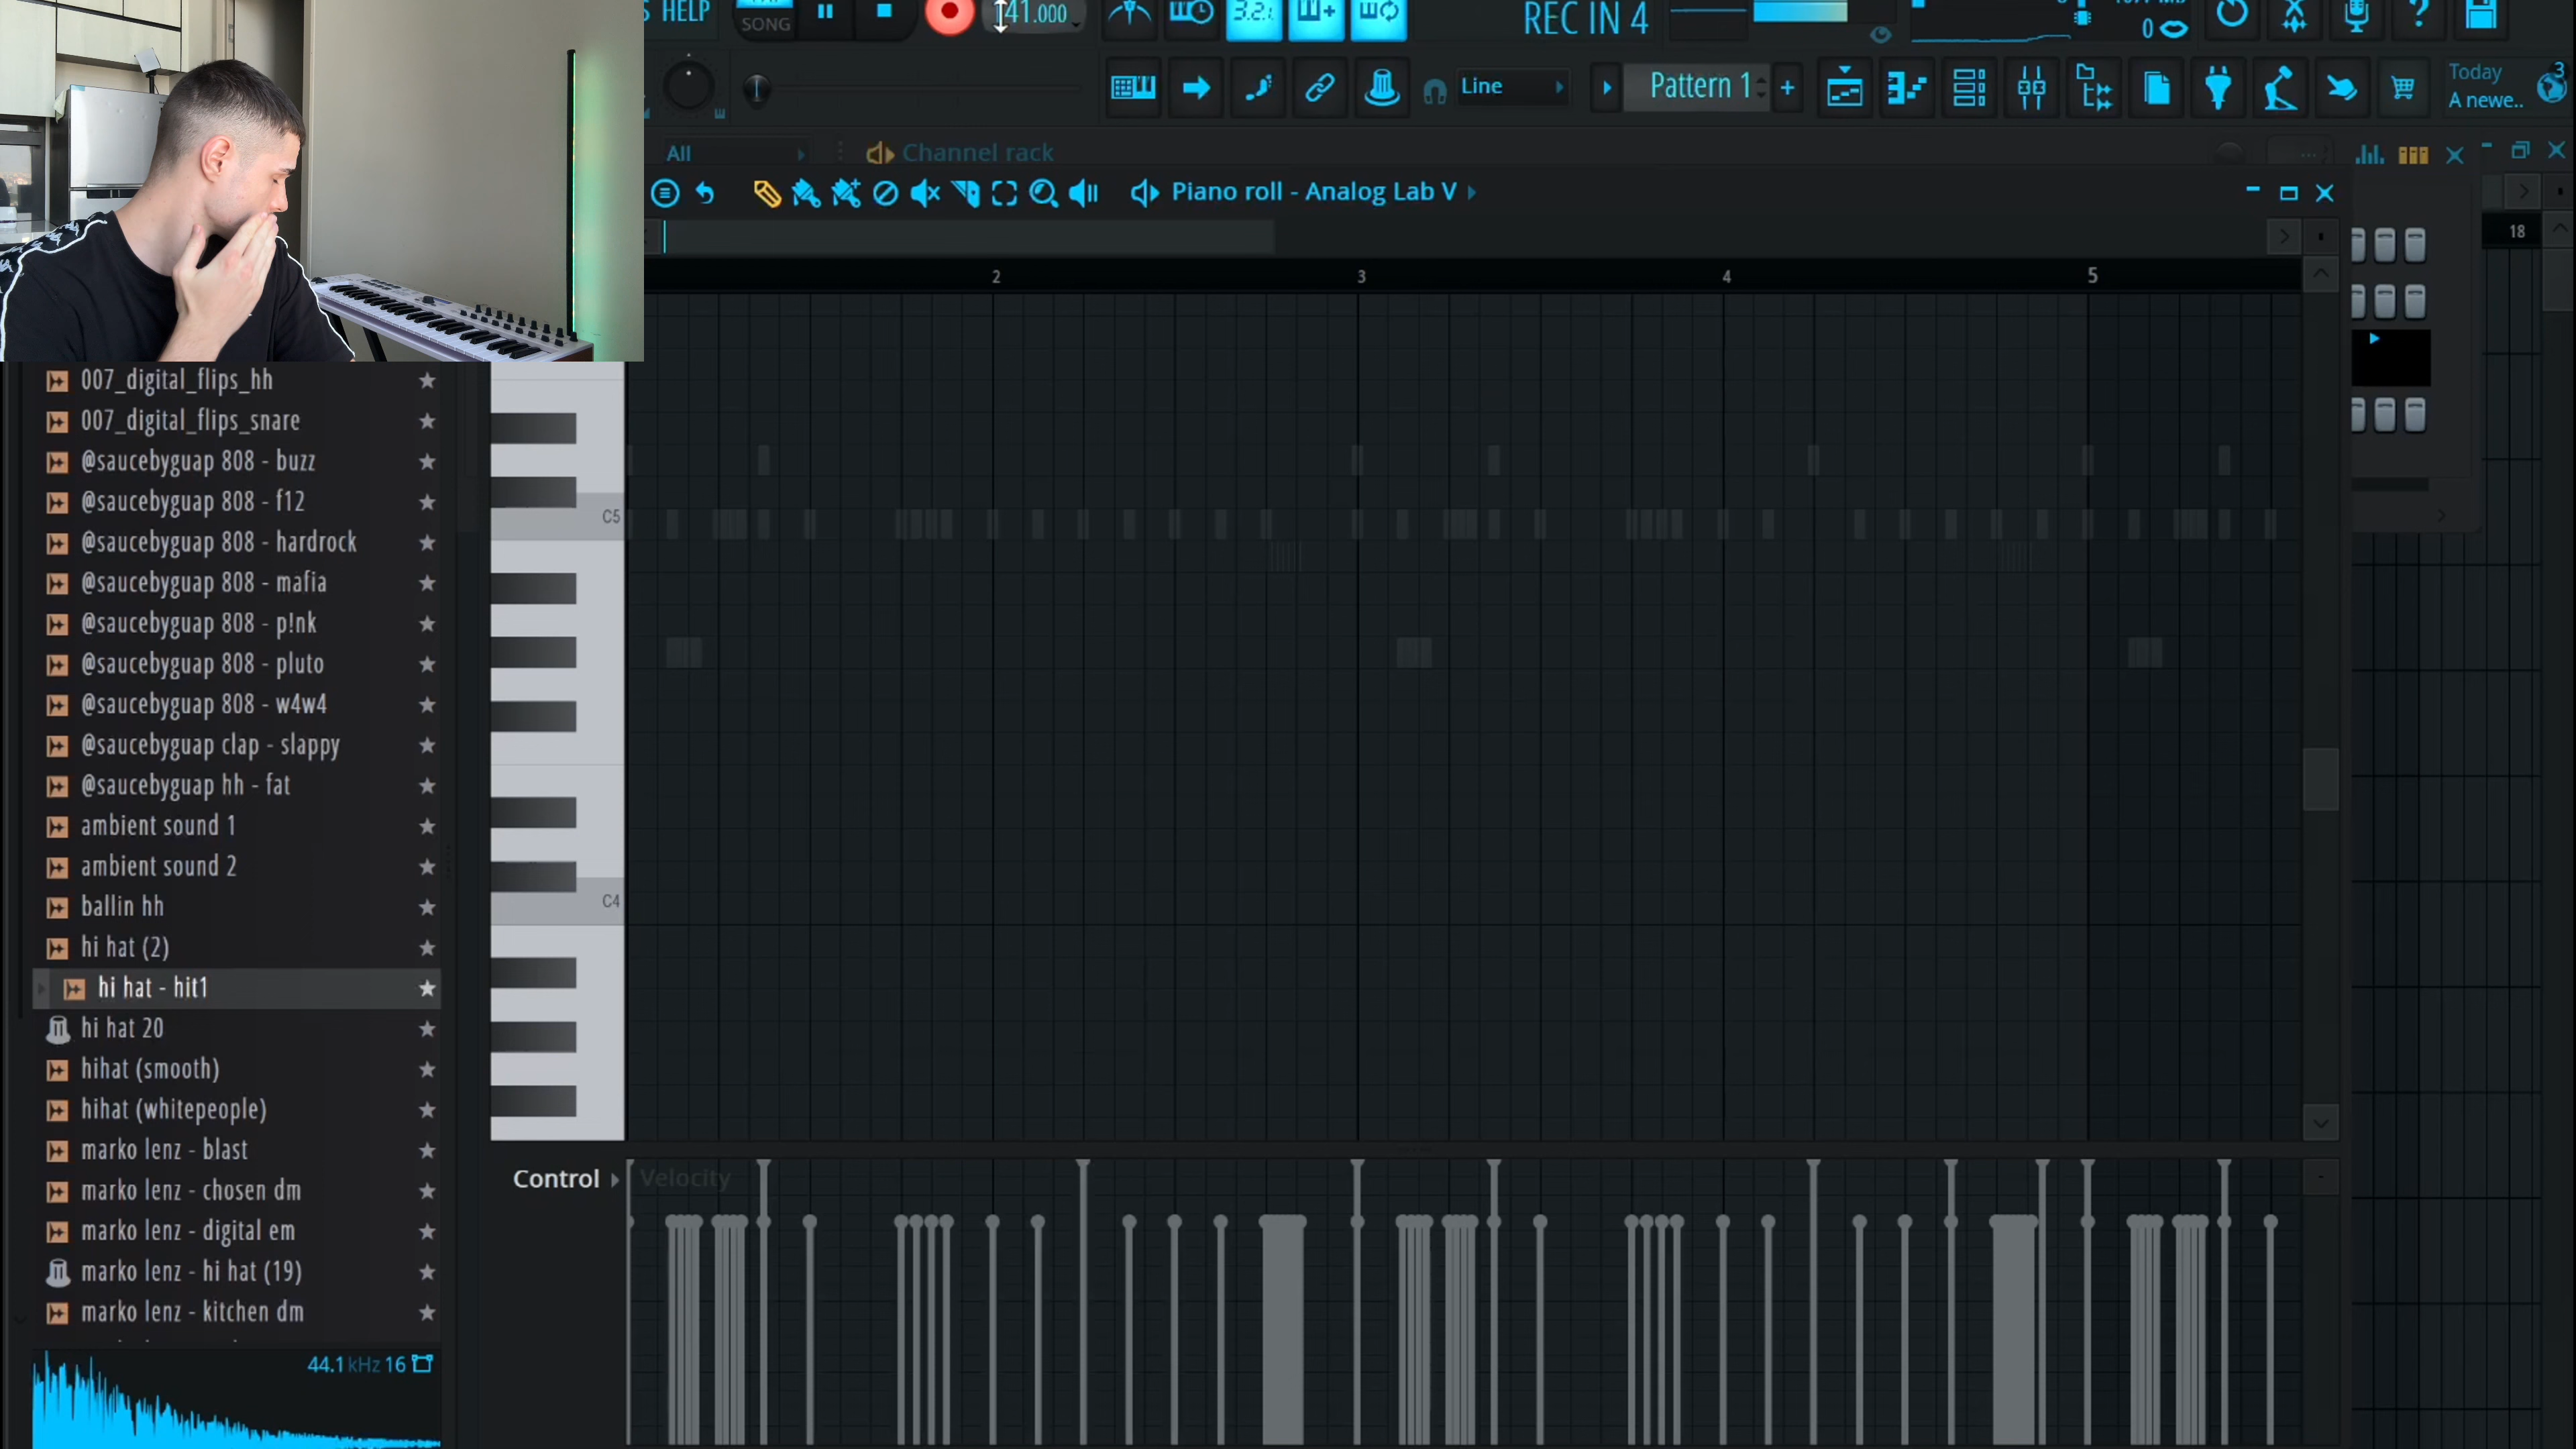 HELP
SONG
141.000
3.2.
REC IN 4
0
Line
Pattern 1
Today
3
A newe..
All
Channel rack
Piano roll - Analog Lab V
18
2
3
4
5
007_digital_flips_hh
007_digital_flips_snare
@saucebyguap 808 - buzz
@saucebyguap 808 - f12
@saucebyguap 808 - hardrock
@saucebyguap 808 - mafia
@saucebyguap 808 - p!nk
@saucebyguap 808 - pluto
@saucebyguap 808 - w4w4
@saucebyguap clap - slappy
@saucebyguap hh - fat
ambient sound 1
ambient sound 2
ballin hh
hi hat (2)
hi hat - hit1
hi hat 20
hihat (smooth)
hihat (whitepeople)
marko lenz - blast
marko lenz - chosen dm
marko lenz - digital em
marko lenz - hi hat (19)
marko lenz - kitchen dm
44.1kHz 16
C5
C4
Control
Velocity